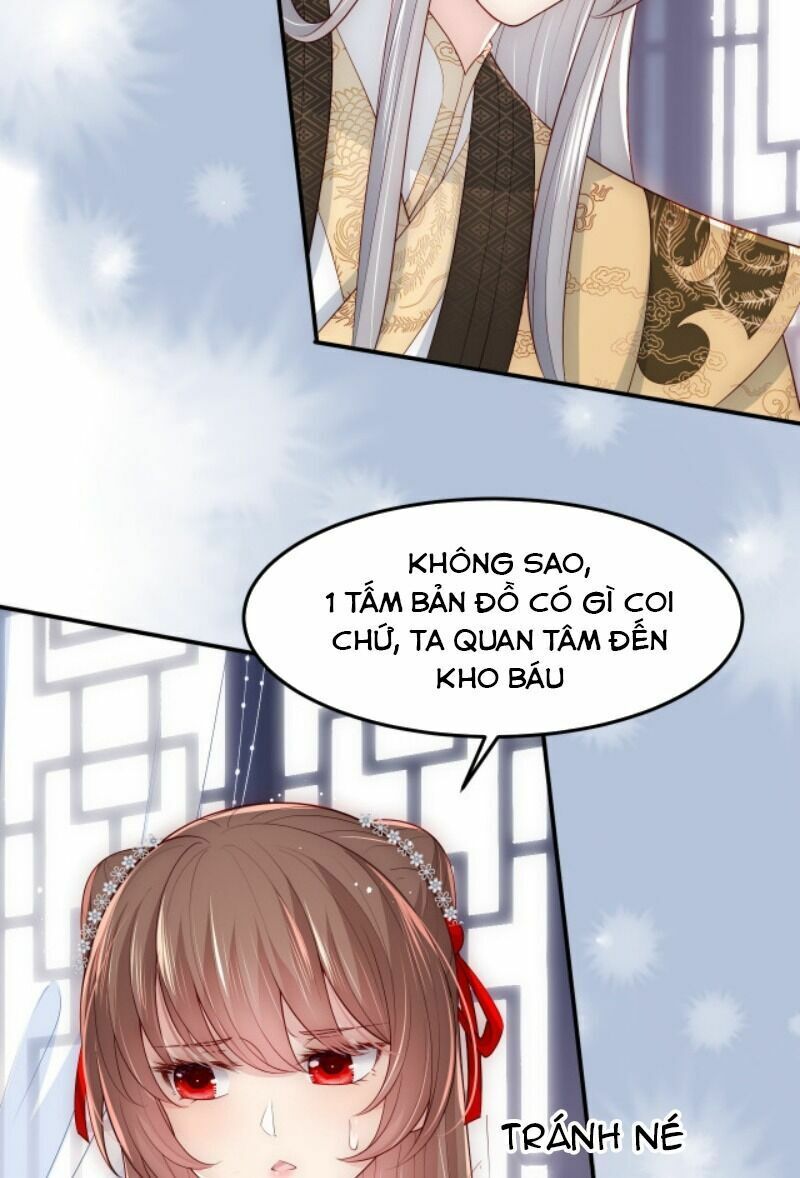 KHÔNG SAO,
1 TẤM BẢN ĐỒ CÓ GÌ COI
CHỨ, TA QUAN TÂM ĐẾN
KHO BÁU
TRÁNH NÉ